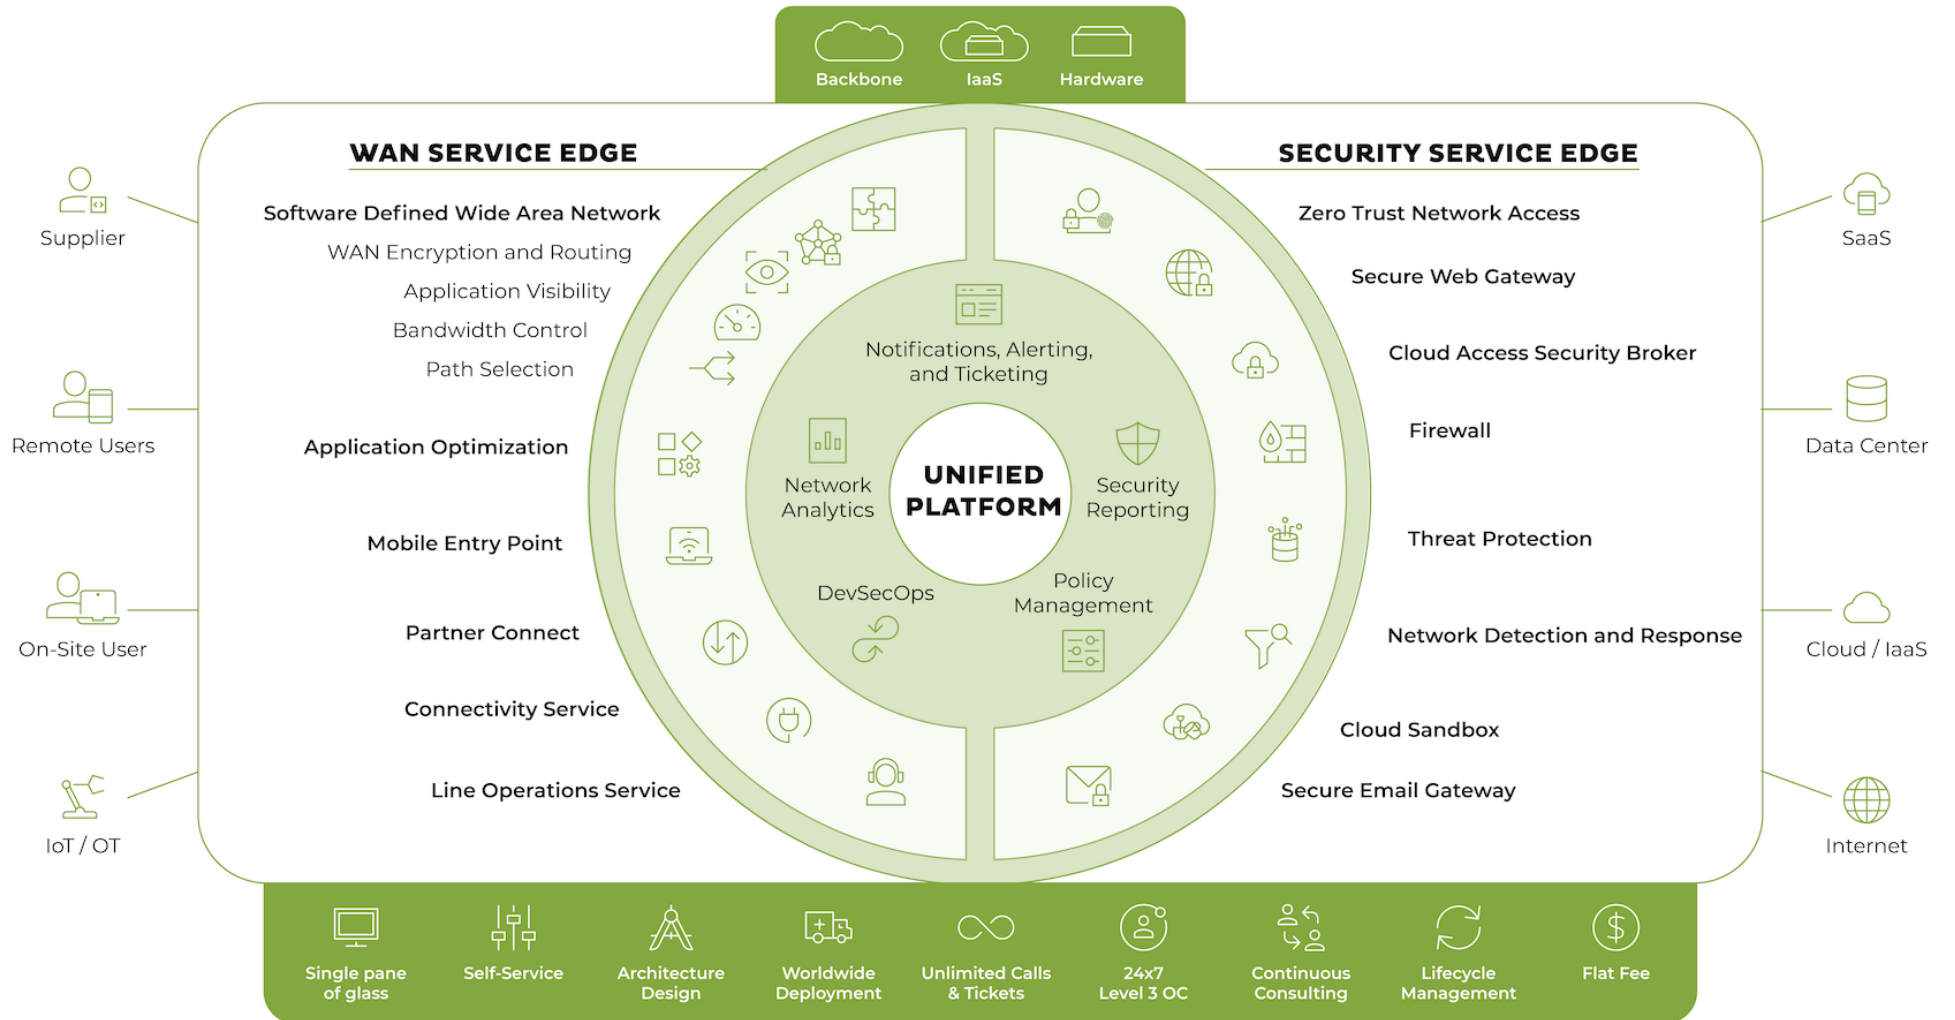 Backbone
IaaS
Hardware
WAN SERVICE EDGE
SECURITY SERVICE EDGE
Supplier
Remote Users
On-Site User
IoT / OT
Software Defined Wide Area Network
WAN Encryption and Routing
Application Visibility
Bandwidth Control
Path Selection
Application Optimization
Mobile Entry Point
Partner Connect
Connectivity Service
Line Operations Service
Notifications, Alerting,
and Ticketing
Network
Analytics
UNIFIED
PLATFORM
Security
Reporting
DevSecOps
Policy
Management
Zero Trust Network Access
Secure Web Gateway
Cloud Access Security Broker
Firewall
Threat Protection
Network Detection and Response
Cloud Sandbox
Secure Email Gateway
SaaS
Data Center
Cloud / IaaS
Internet
Single pane
of glass
Self-Service
Architecture
Design
Worldwide
Deployment
Unlimited Calls
& Tickets
24x7
Level 3 OC
Continuous
Consulting
Lifecycle
Management
Flat Fee